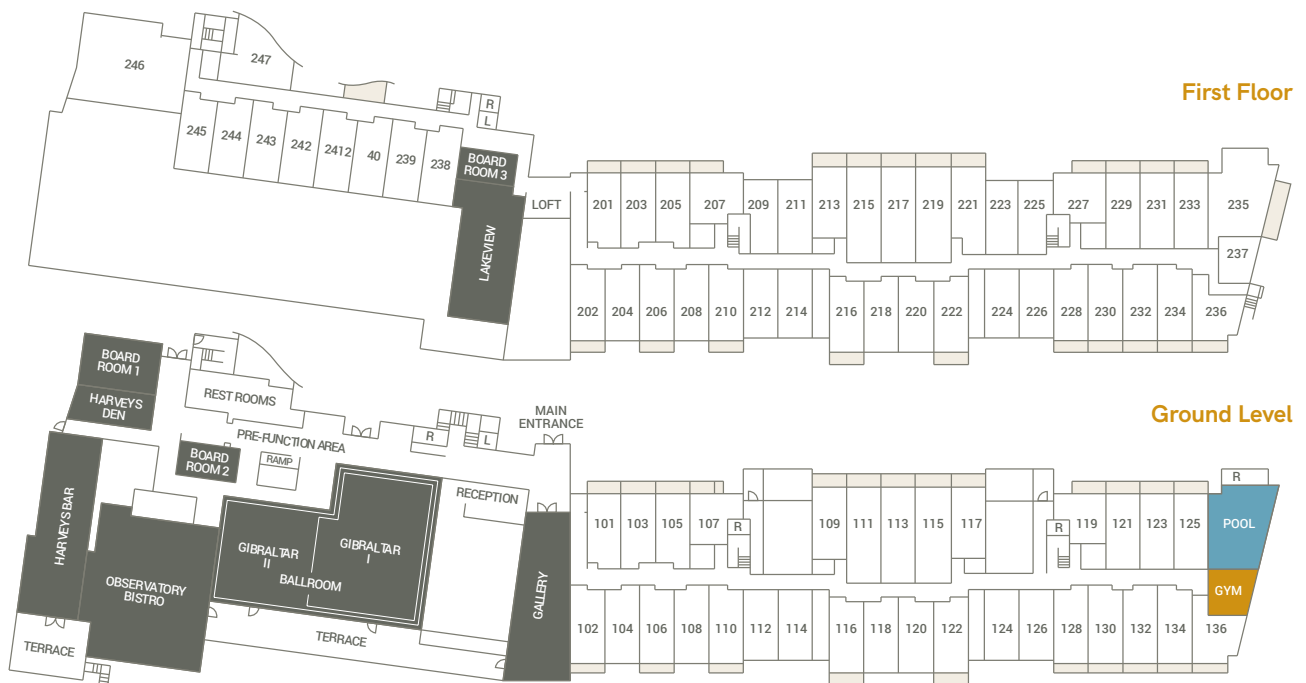 First Floor
246
247
R
L
245
244
243
242
2412
40
239
238
BOARD
ROOM 3
LAKEVIEW
LOFT
201
203
205
207
209
211
213
215
217
219
221
223
225
227
229
231
233
235
237
202
204
206
208
210
212
214
216
218
220
222
224
226
228
230
232
234
236
Ground Level
BOARD
ROOM 1
HARVEYS
DEN
REST ROOMS
PRE-FUNCTION AREA
BOARD
ROOM 2
RAMP
R
L
MAIN
ENTRANCE
RECEPTION
HARVEYS BAR
OBSERVATORY
BISTRO
GIBRALTAR
II
GIBRALTAR
I
BALLROOM
GALLERY
TERRACE
TERRACE
101
103
105
107
R
109
111
113
115
117
R
119
121
123
125
R
POOL
GYM
102
104
106
108
110
112
114
116
118
120
122
124
126
128
130
132
134
136